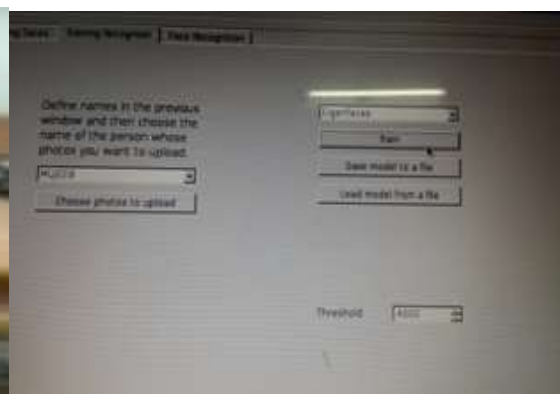 Training Recognition
Face Recognition
Define names in the previous
window and then choose the
name of the person whose
photos you want to upload.
Choose photos to upload
Eigenfaces
Train
Save model to a file
Load model from a file
Threshold
4000